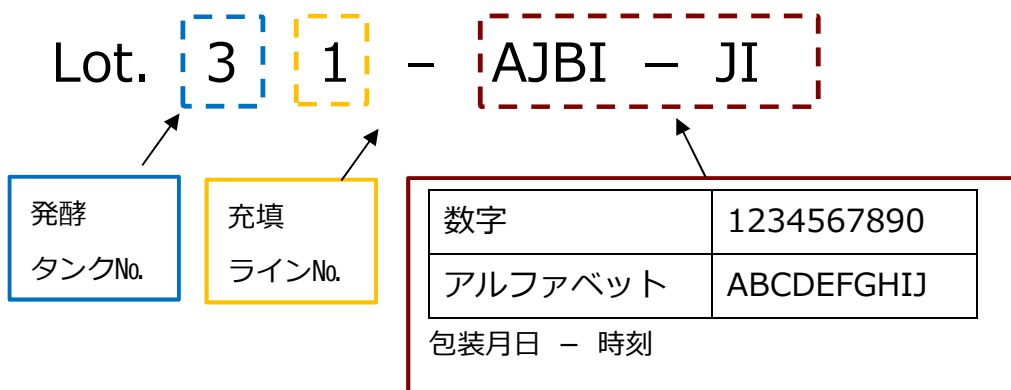 Lot. 3 1 – AJBI – JI
発酵
タンク№
充填
ライン№
数字 1234567890
アルファベット ABCDEFGHIJ
包装月日 – 時刻